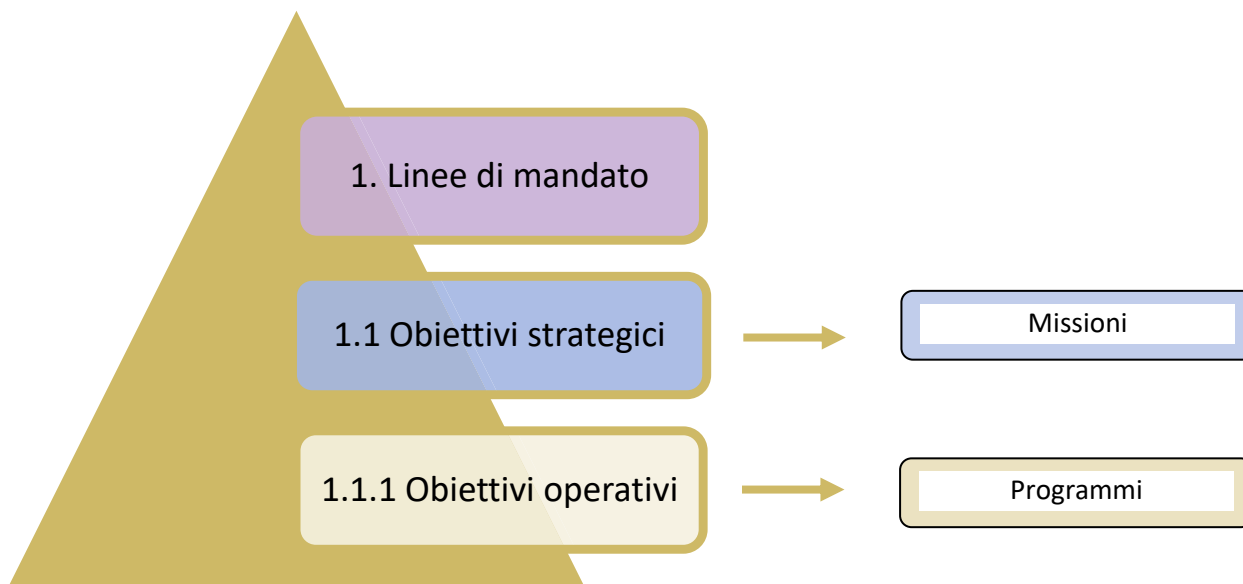 1. Linee di mandato
1.1 Obiettivi strategici
Missioni
1.1.1 Obiettivi operativi
Programmi